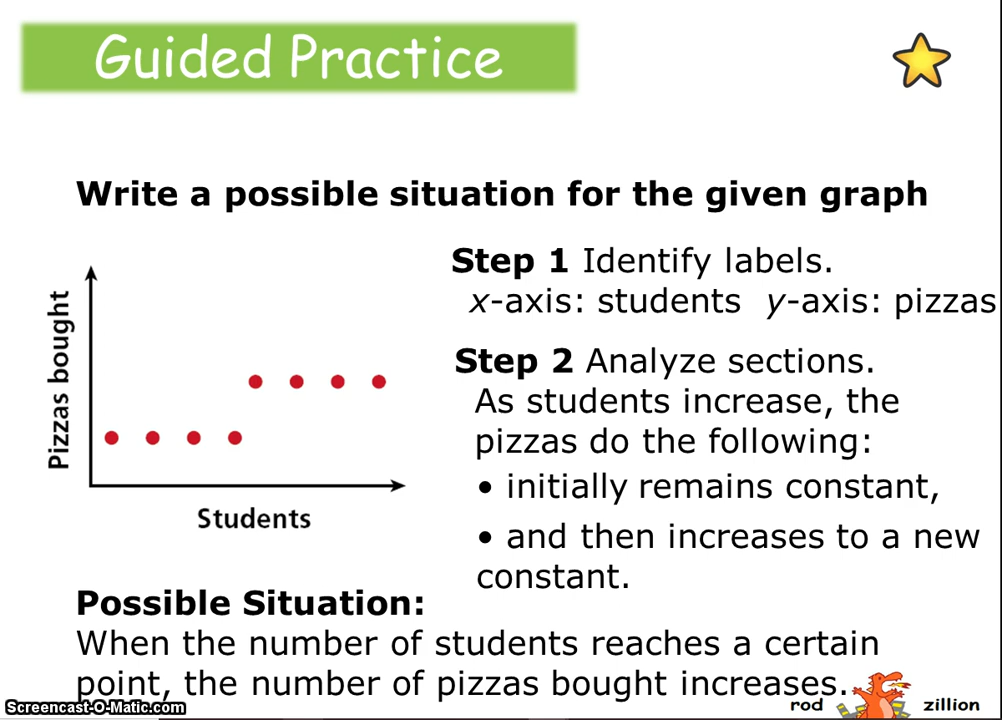 Guided Practice
Write a possible situation for the given graph
Step 1 Identify labels.
x-axis: students y-axis: pizzas
Step 2 Analyze sections.
As students increase, the
pizzas do the following:
• initially remains constant,
• and then increases to a new
constant.
Pizzas bought
Students
Possible Situation:
When the number of students reaches a certain
point, the number of pizzas bought increases.
Screencast-O-Matic.com
rod zillion